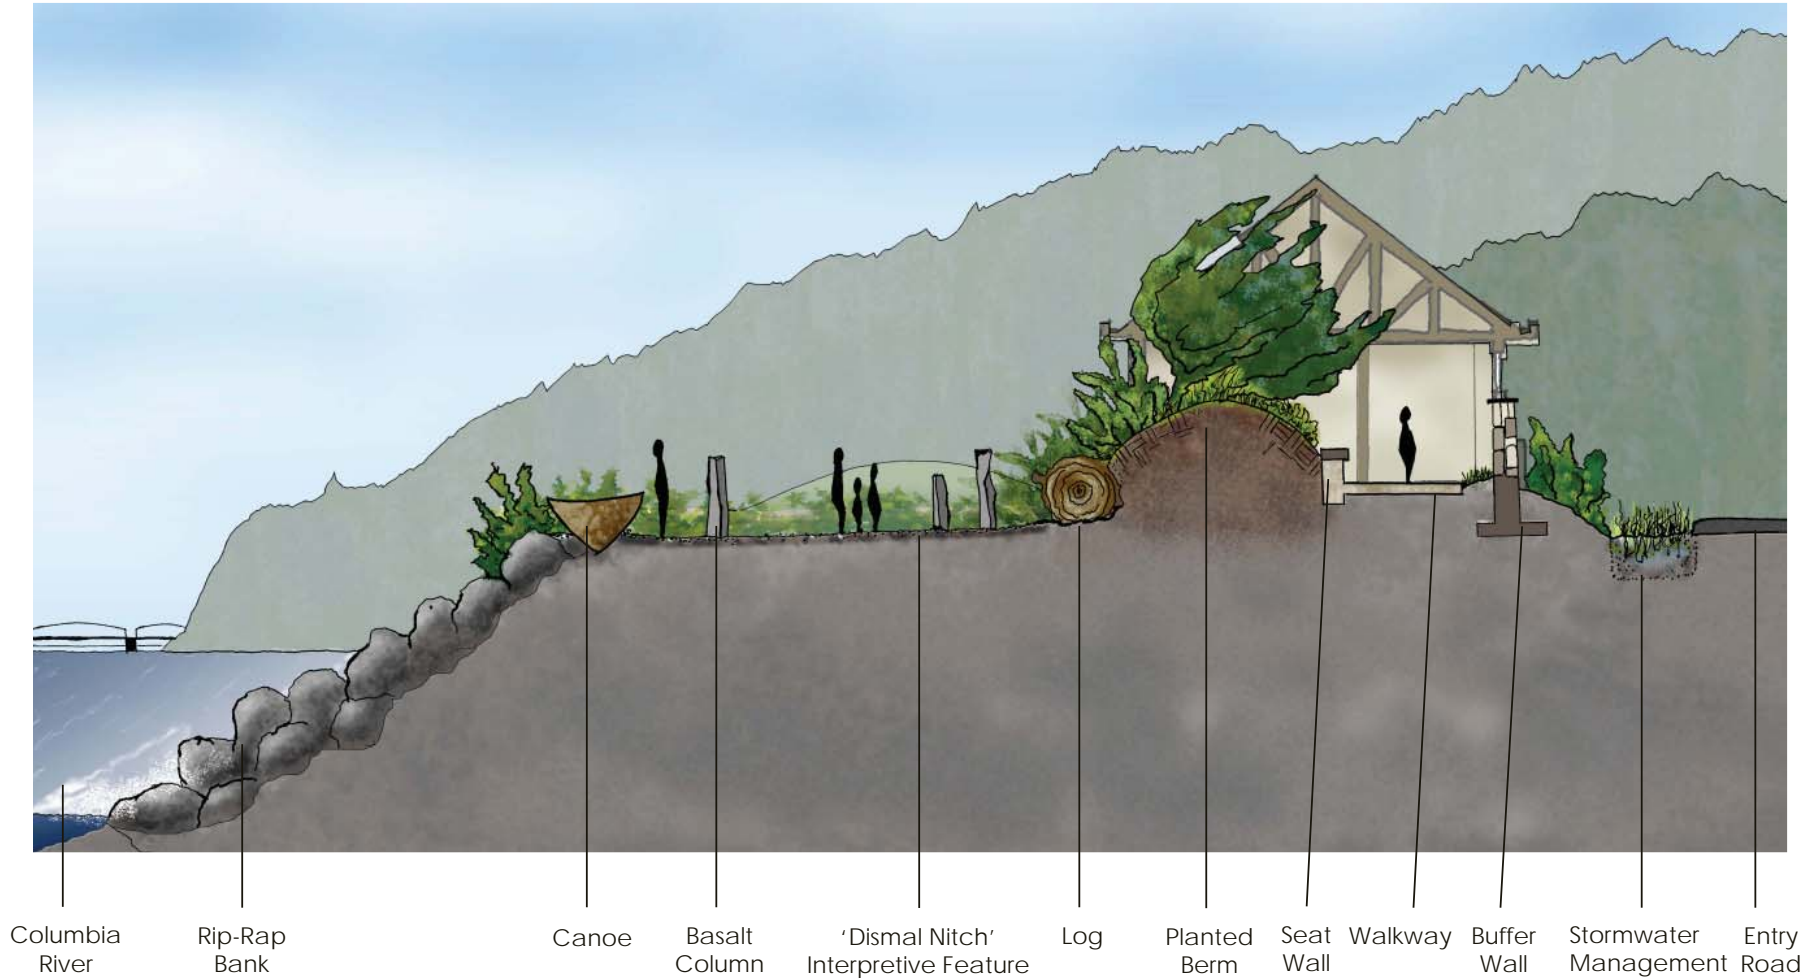 Columbia
River
Rip-Rap
Bank
Canoe
Basalt
Column
‘Dismal Nitch’
Interpretive Feature
Log
Planted
Berm
Seat
Wall
Walkway
Buffer
Wall
Stormwater
Management
Entry
Road